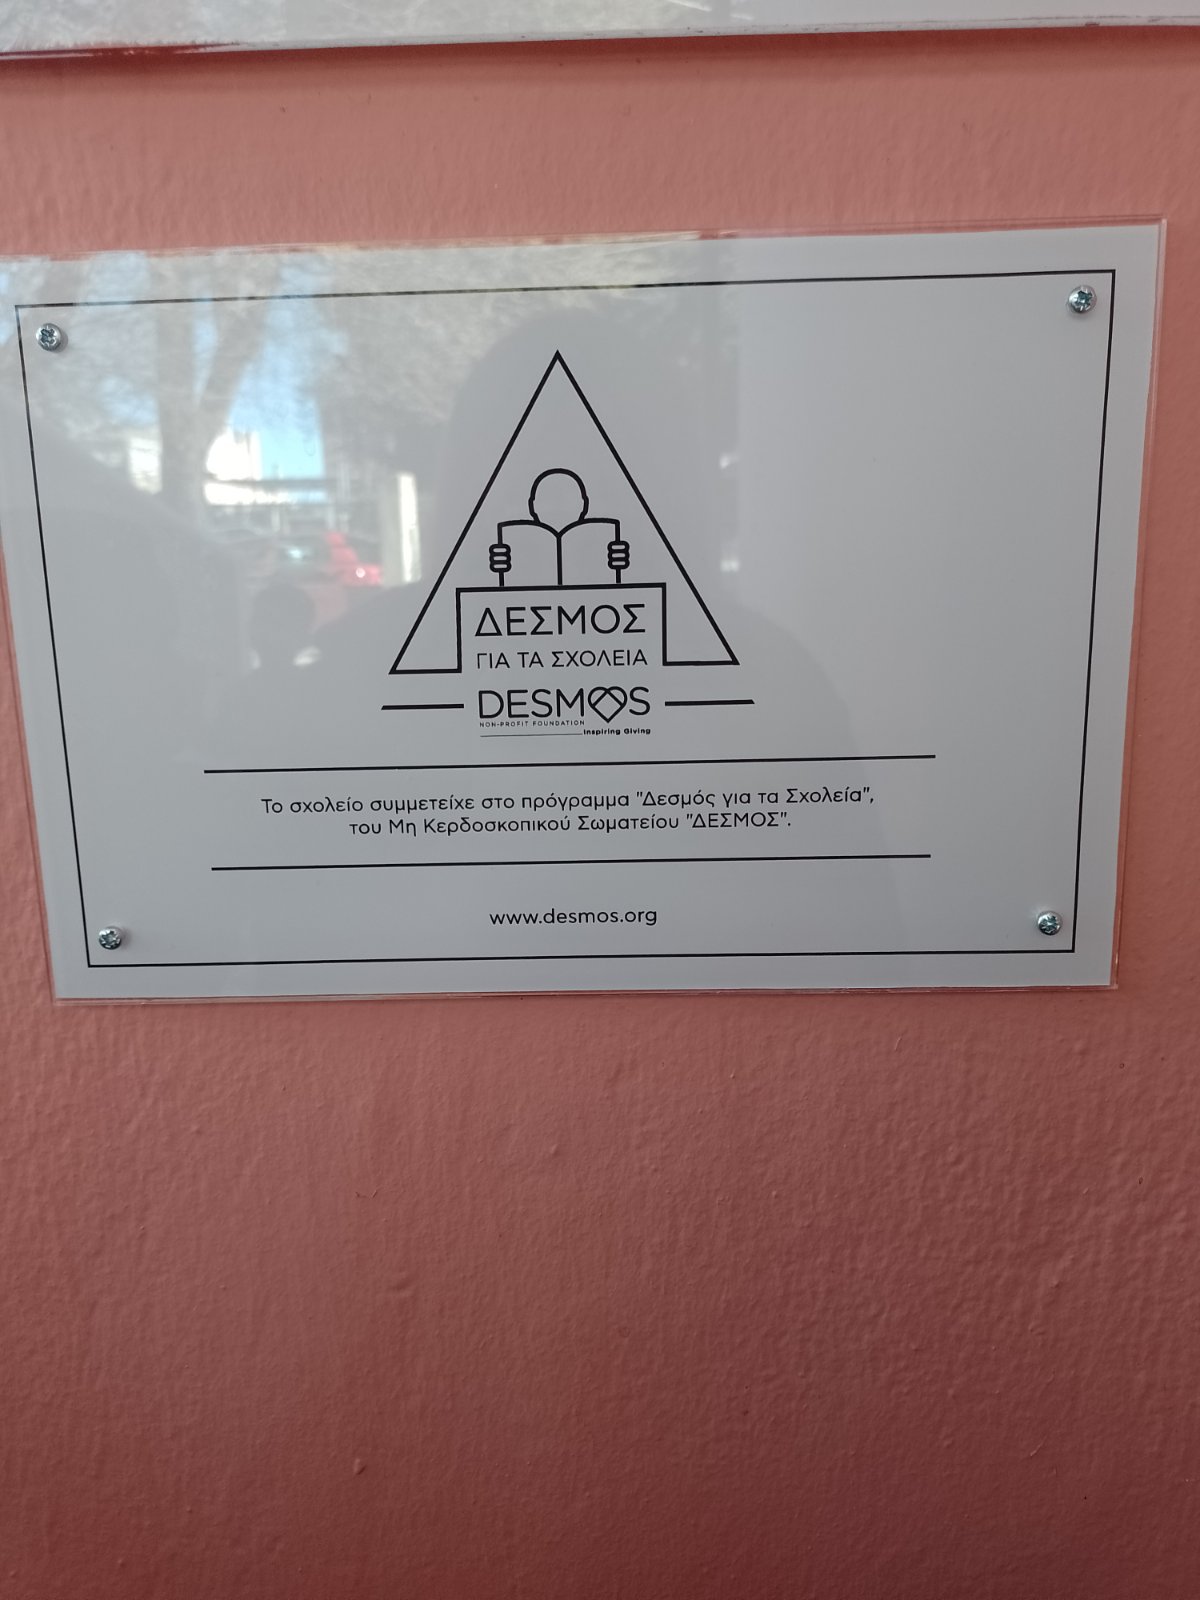 ΔΕΣΜΟΣ
ΓΙΑ ΤΑ ΣΧΟΛΕΙΑ
DESMOS
NON-PROFIT FOUNDATION
Inspiring Giving
Το σχολείο συμμετείχε στο πρόγραμμα "Δεσμός για τα Σχολεία",
του Μη Κερδοσκοπικού Σωματείου "ΔΕΣΜΟΣ".
www.desmos.org